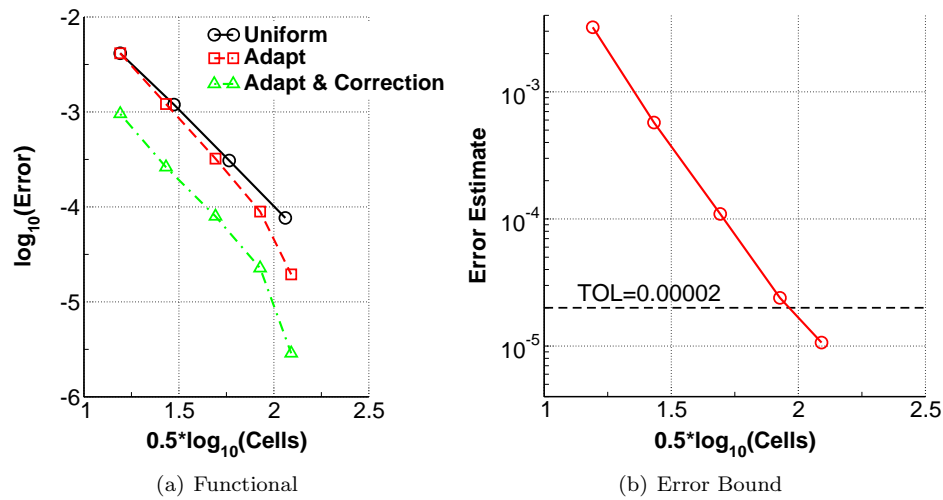 -2
-3
-4
-5
-6
log10(Error)
Uniform
Adapt
Adapt & Correction
1
1.5
2
2.5
0.5*log10(Cells)
(a) Functional
10-3
10-4
10-5
Error Estimate
TOL=0.00002
1
1.5
2
2.5
0.5*log10(Cells)
(b) Error Bound